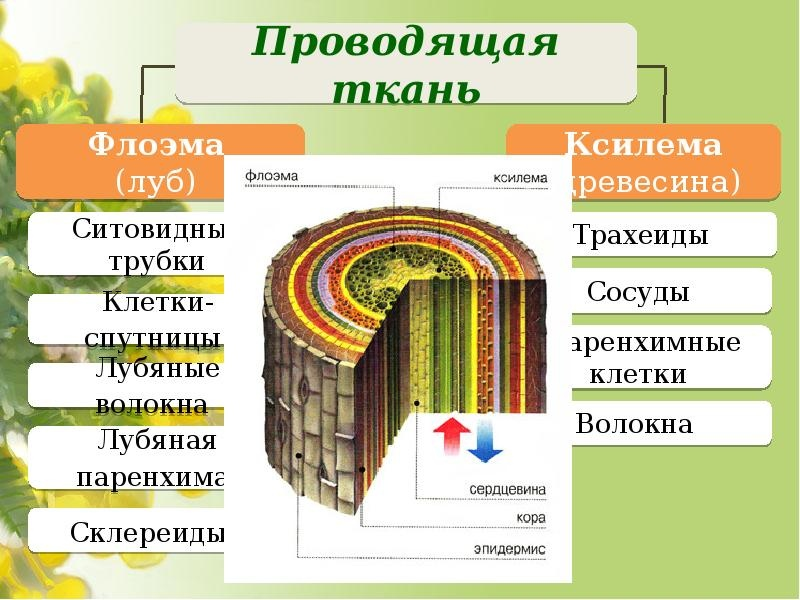 Проводящая
ткань
Флоэма
(луб)
Ситовидны
трубки
Клетки-
спутницы
Лубяные
волокна
Лубяная
паренхима
Склереиды
Ксилема
древесина)
Трахеиды
Сосуды
аренхимные
клетки
Волокна
флоэма
ксилема
сердцевина
кора
эпидермис